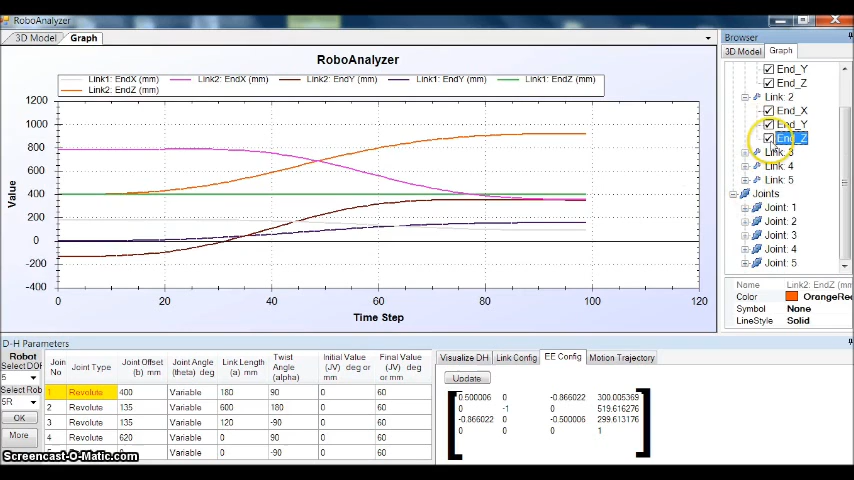 RoboAnalyzer
3D Model Graph
Browser
3D Model Graph
RoboAnalyzer
Link1: EndX (mm) Link2: EndX (mm) Link2: EndY (mm) Link1: EndY (mm) Link1: EndZ (mm)
Link2: EndZ (mm)
1200
1000
800
600
400
200
0
-200
-400
Value
0 20 40 60 80 100 120
Time Step
End_Y
End_Z
Link: 2
End_X
End_Y
End_Z
Link: 3
Link: 4
Link: 5
Joints
Joint: 1
Joint: 2
Joint: 3
Joint: 4
Joint: 5
Name Link2: EndZ (mm)
Color OrangeRed
Symbol None
LineStyle Solid
D-H Parameters
Robot
Select DOF
5
Select Rob
5R
OK
More
Join No Joint Type Joint Offset (b) mm Joint Angle (theta) deg Link Length (a) mm Twist Angle (alpha) Initial Value (JV) deg or mm Final Value (JV) deg or mm
1 Revolute 400 Variable 180 90 0 60
2 Revolute 135 Variable 600 180 0 60
3 Revolute 135 Variable 120 -90 0 60
4 Revolute 620 Variable 0 90 0 60
5 Revolute 0 Variable 0 -90 0 60
Visualize DH Link Config EE Config Motion Trajectory
Update
0.500006 0 -0.866022 300.005369
0 -1 0 519.616276
-0.866022 0 -0.500006 299.613176
0 0 0 1
Screencast-O-Matic.com